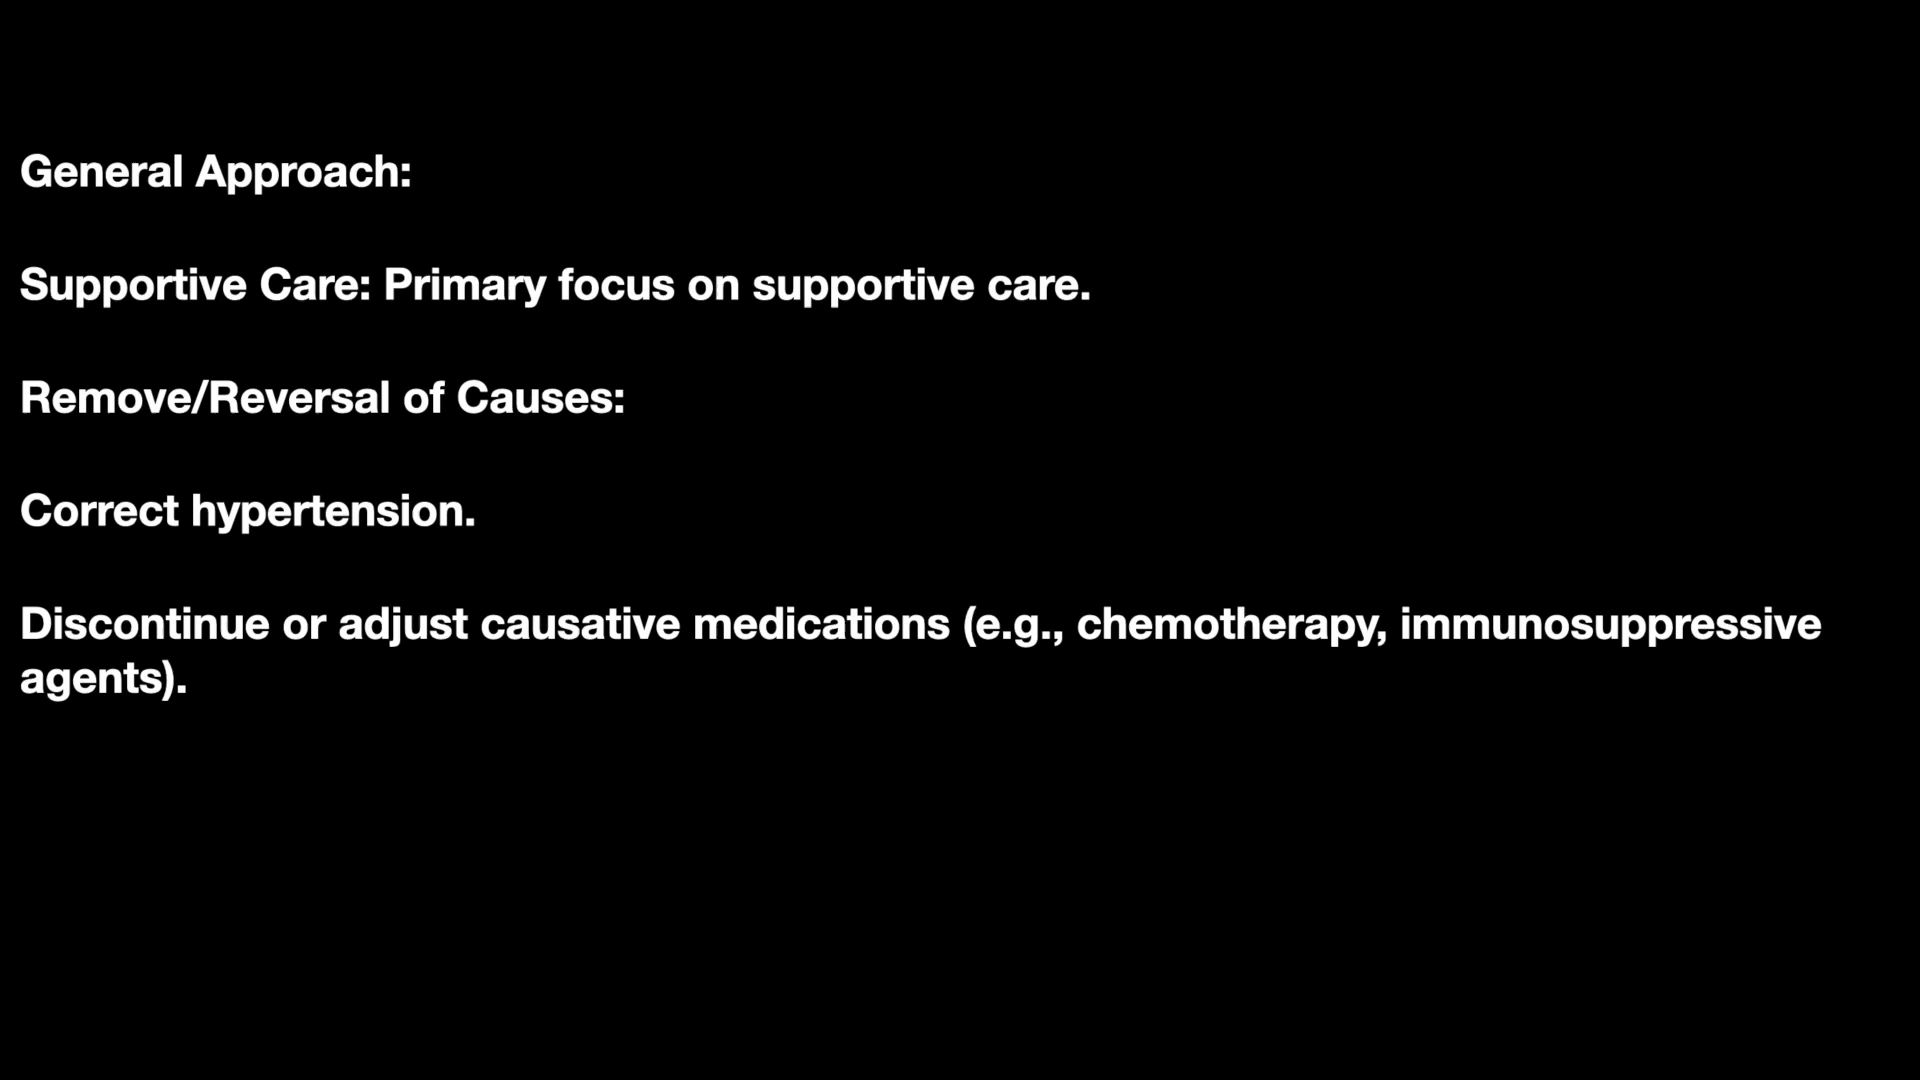 General Approach:
Supportive Care: Primary focus on supportive care.
Remove/Reversal of Causes:
Correct hypertension.
Discontinue or adjust causative medications (e.g., chemotherapy, immunosuppressive
agents).